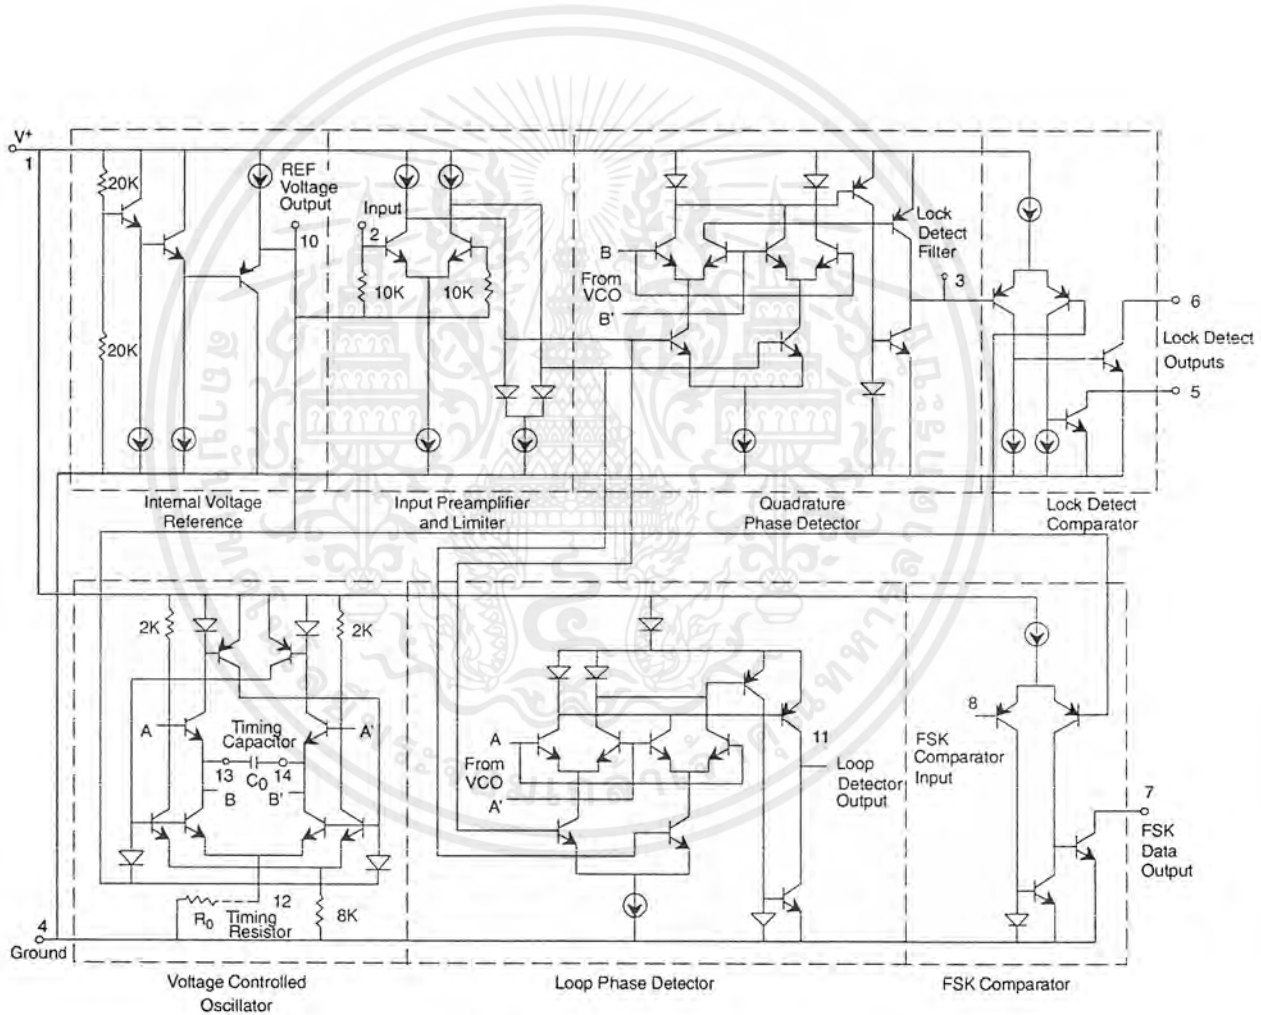 V+
1
20K
REF
Voltage
Output
10
Input
2
10K
10K
20K
B
From
VCO
B'
Lock
Detect
Filter
3
6
Lock Detect
Outputs
5
Internal Voltage
Reference
Input Preamplifier
and Limiter
Quadrature
Phase Detector
Lock Detect
Comparator
2K
2K
A
Timing
Capacitor
A'
13
C0
14
B
B'
12
R0
Timing
Resistor
8K
4
Ground
A
From
VCO
A'
11
Loop
Detector
Output
8
FSK
Comparator
Input
7
FSK
Data
Output
Voltage Controlled
Oscillator
Loop Phase Detector
FSK Comparator